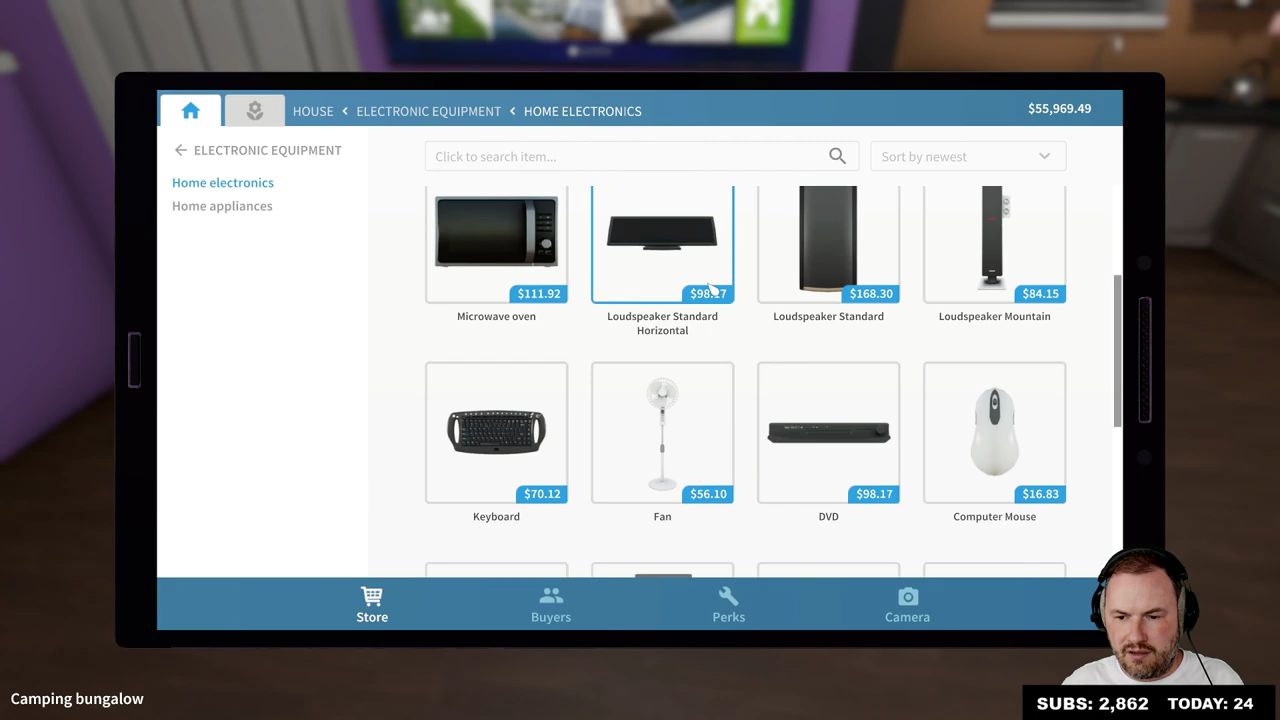 HOUSE < ELECTRONIC EQUIPMENT < HOME ELECTRONICS
$55,969.49
ELECTRONIC EQUIPMENT
Home electronics
Home appliances
Click to search item...
Sort by newest
$111.92
$98.17
$168.30
$84.15
Microwave oven
Loudspeaker Standard
Horizontal
Loudspeaker Standard
Loudspeaker Mountain
$70.12
$56.10
$98.17
$16.83
Keyboard
Fan
DVD
Computer Mouse
Store
Buyers
Perks
Camera
Camping bungalow
SUBS: 2,862 TODAY: 24